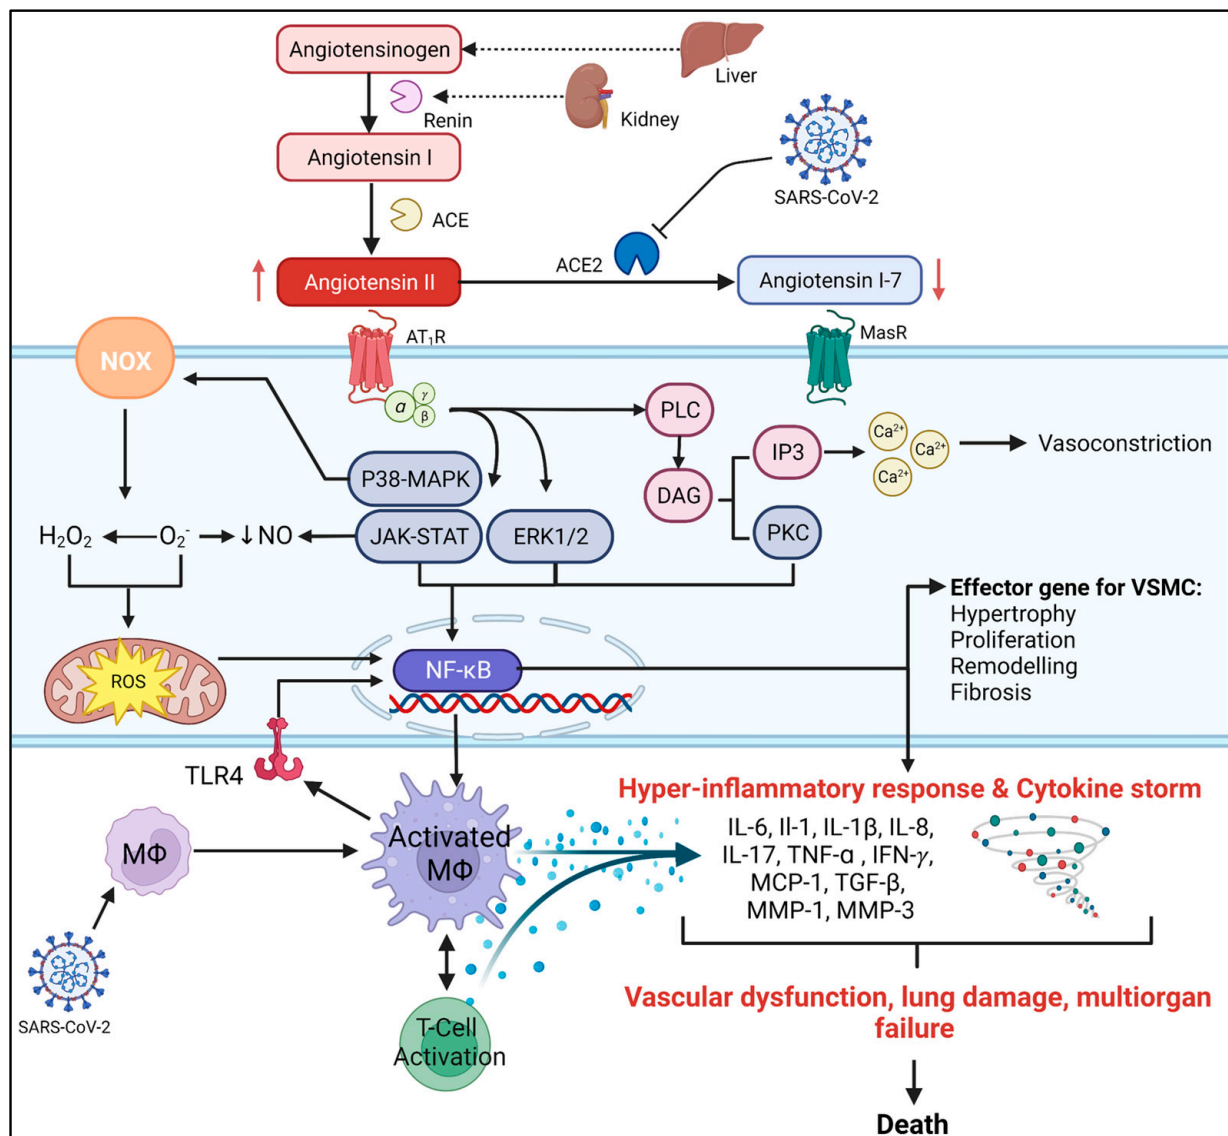 Angiotensinogen
Liver
Renin
Kidney
Angiotensin I
SARS-CoV-2
ACE
ACE2
Angiotensin II
Angiotensin I-7
AT₁R
MasR
NOX
α
γ
β
PLC
IP3
Ca²⁺
Ca²⁺
Ca²⁺
Vasoconstriction
P38-MAPK
DAG
H₂O₂
O₂⁻
↓NO
JAK-STAT
ERK1/2
PKC
Effector gene for VSMC:
Hypertrophy
Proliferation
Remodelling
Fibrosis
ROS
NF-κB
TLR4
Hyper-inflammatory response & Cytokine storm
IL-6, Il-1, IL-1β, IL-8,
IL-17, TNF-α , IFN-γ,
MCP-1, TGF-β,
MMP-1, MMP-3
MΦ
Activated
MΦ
SARS-CoV-2
T-Cell
Activation
Vascular dysfunction, lung damage, multiorgan
failure
Death